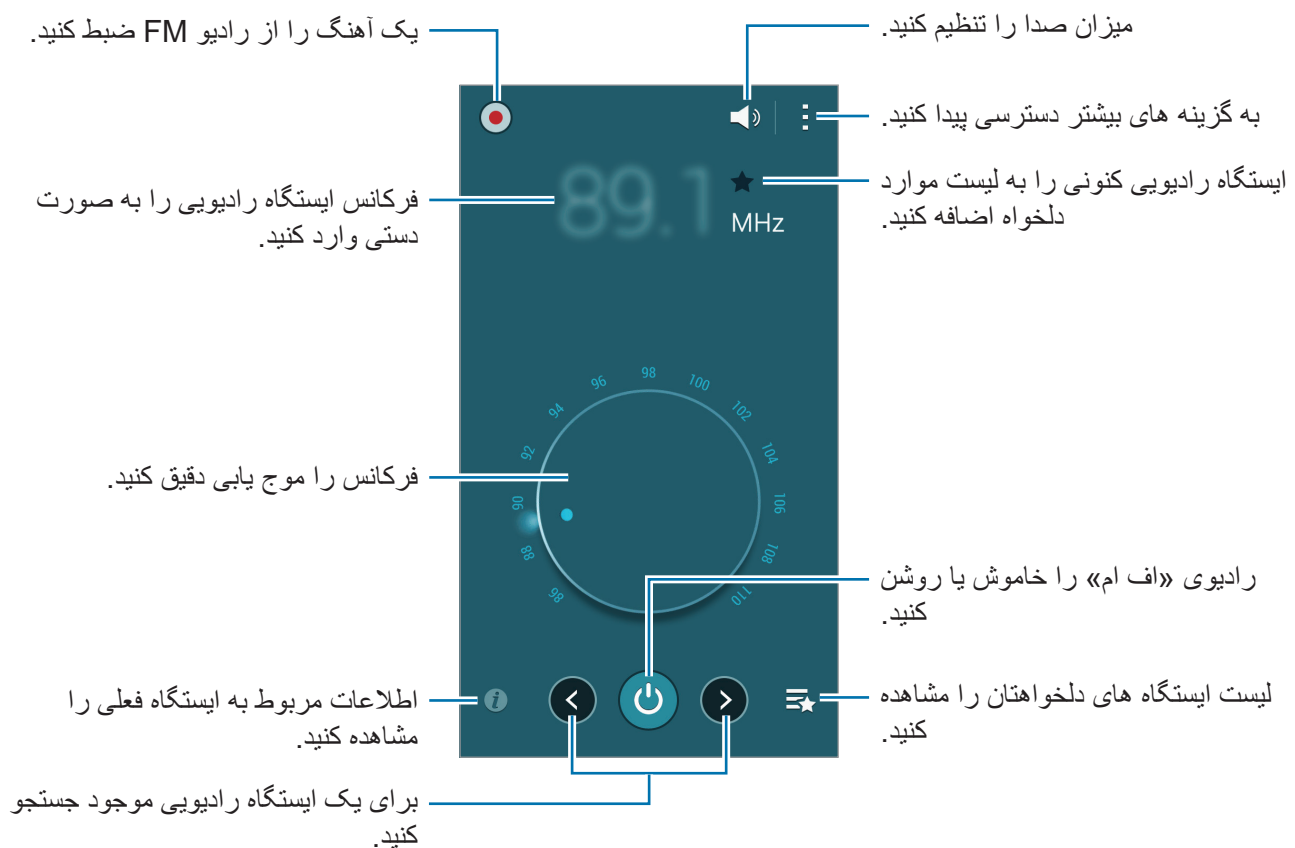 میزان صدا را تنظیم کنید.
یک آهنگ را از رادیو FM ضبط کنید.
به گزینه های بیشتر دسترسی پیدا کنید.
ایستگاه رادیویی کنونی را به لیست موارد
دلخواه اضافه کنید.
فرکانس ایستگاه رادیویی را به صورت
دستی وارد کنید.
89.1
MHz
86
88
90
92
94
96
98
100
102
104
106
108
110
فرکانس را موج یابی دقیق کنید.
رادیوی «اف ام» را خاموش یا روشن
کنید.
لیست ایستگاه های دلخواهتان را مشاهده
کنید.
اطلاعات مربوط به ایستگاه فعلی را
مشاهده کنید.
برای یک ایستگاه رادیویی موجود جستجو
کنید.